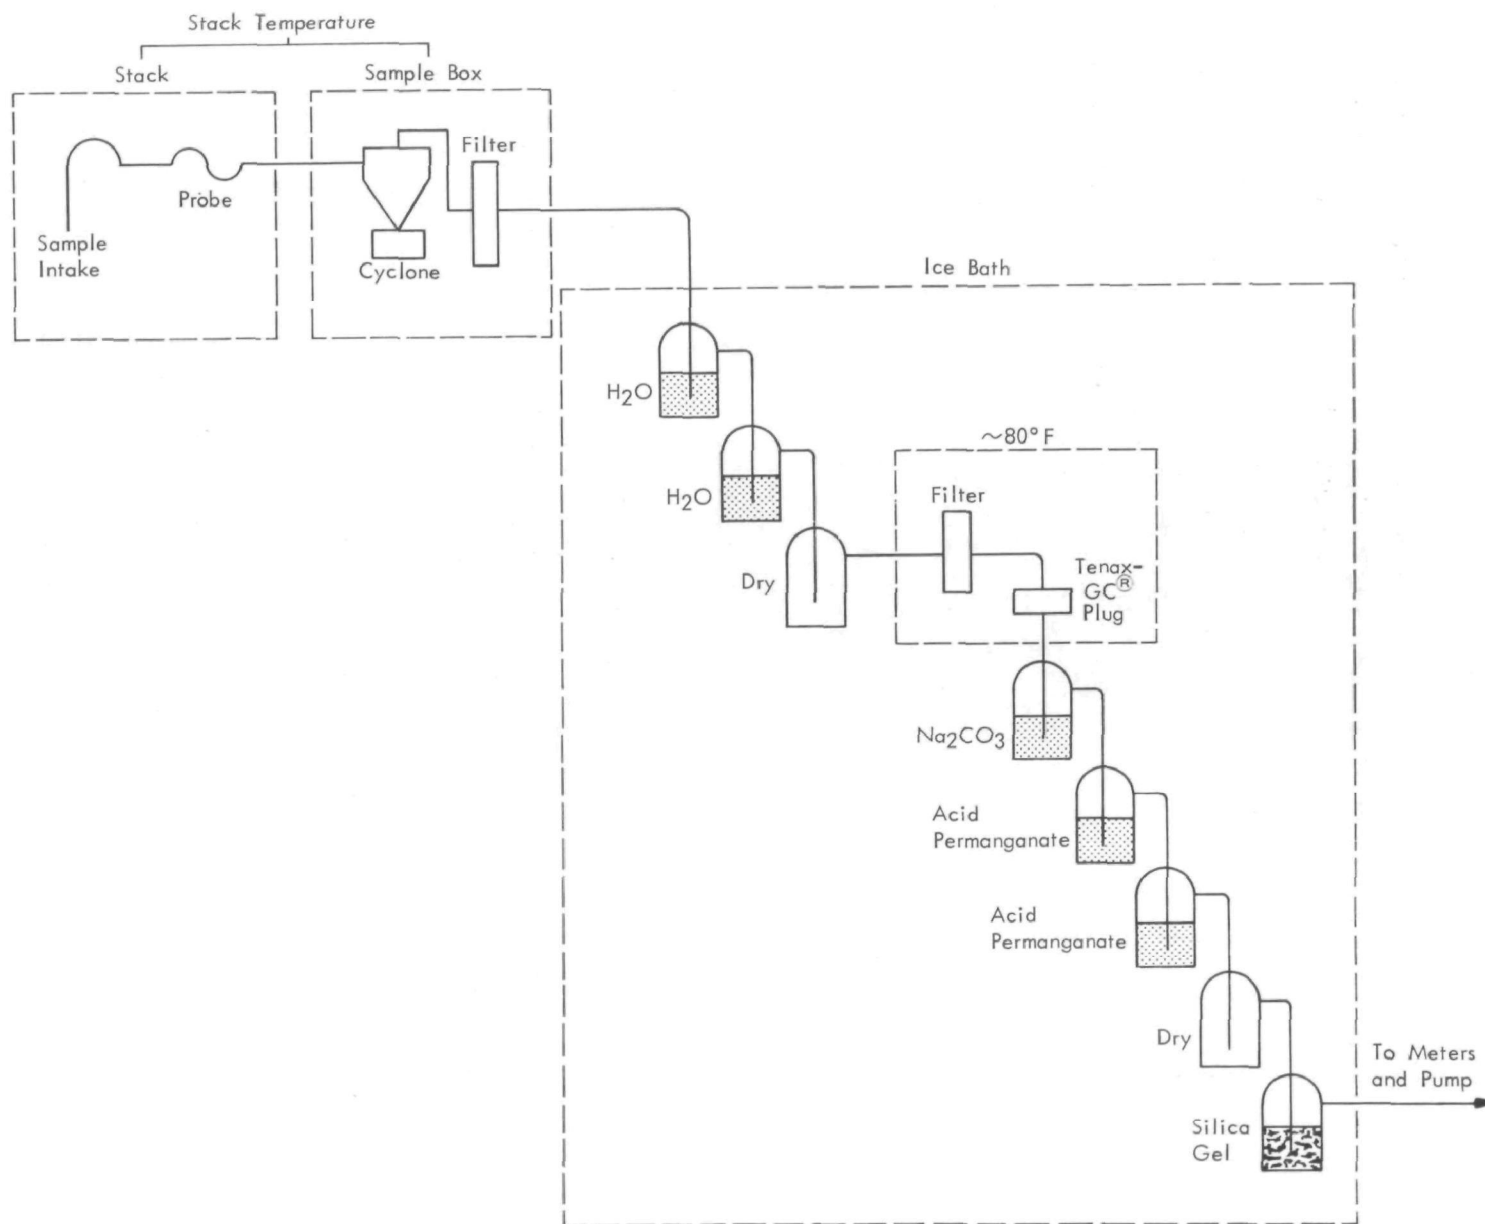 Stack Temperature
Stack
Sample Box
Filter
Probe
Sample
Intake
Cyclone
Ice Bath
H₂O
~80°F
H₂O
Filter
Dry
Tenax-
GC®
Plug
Na₂CO₃
Acid
Permanganate
Acid
Permanganate
Dry
To Meters
and Pump
Silica
Gel